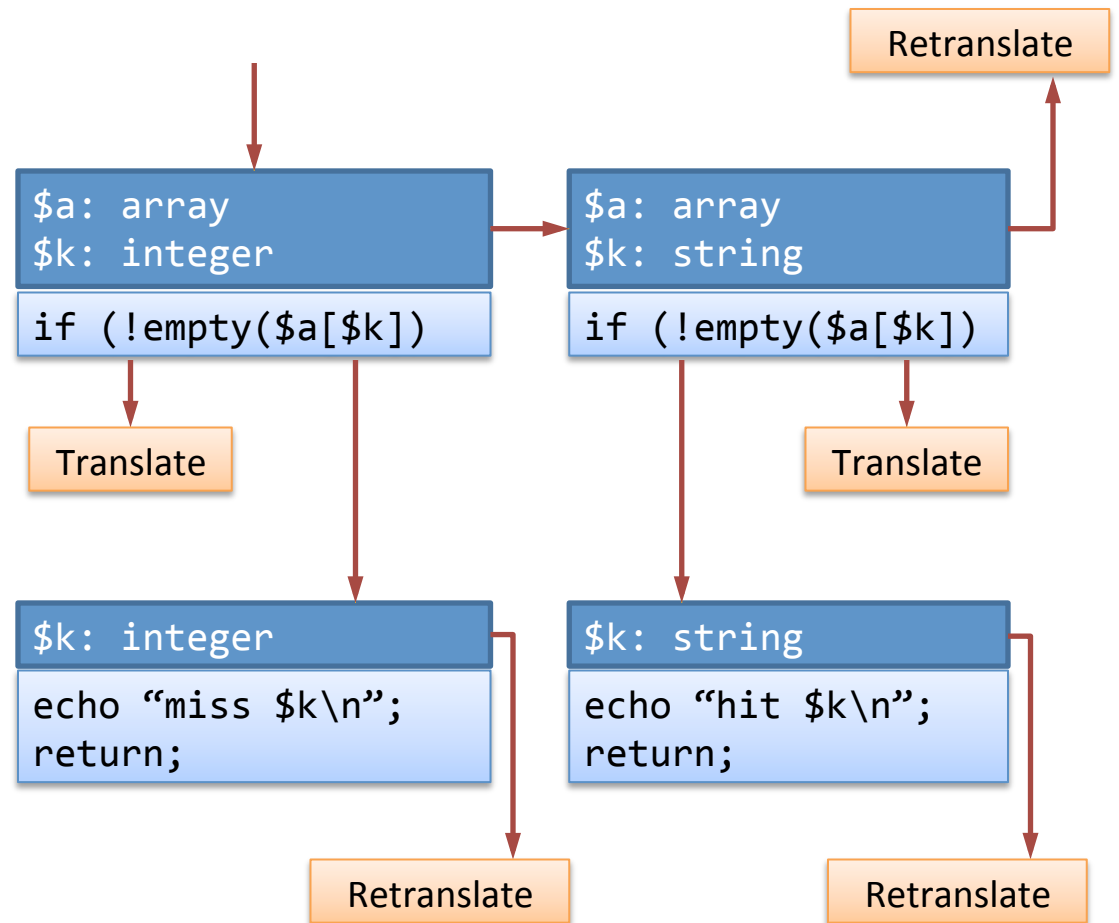 Retranslate
$a: array
$k: integer
$a: array
$k: string
if (!empty($a[$k])
if (!empty($a[$k])
Translate
Translate
$k: integer
$k: string
echo “miss $k\n”;
return;
echo “hit $k\n”;
return;
Retranslate
Retranslate